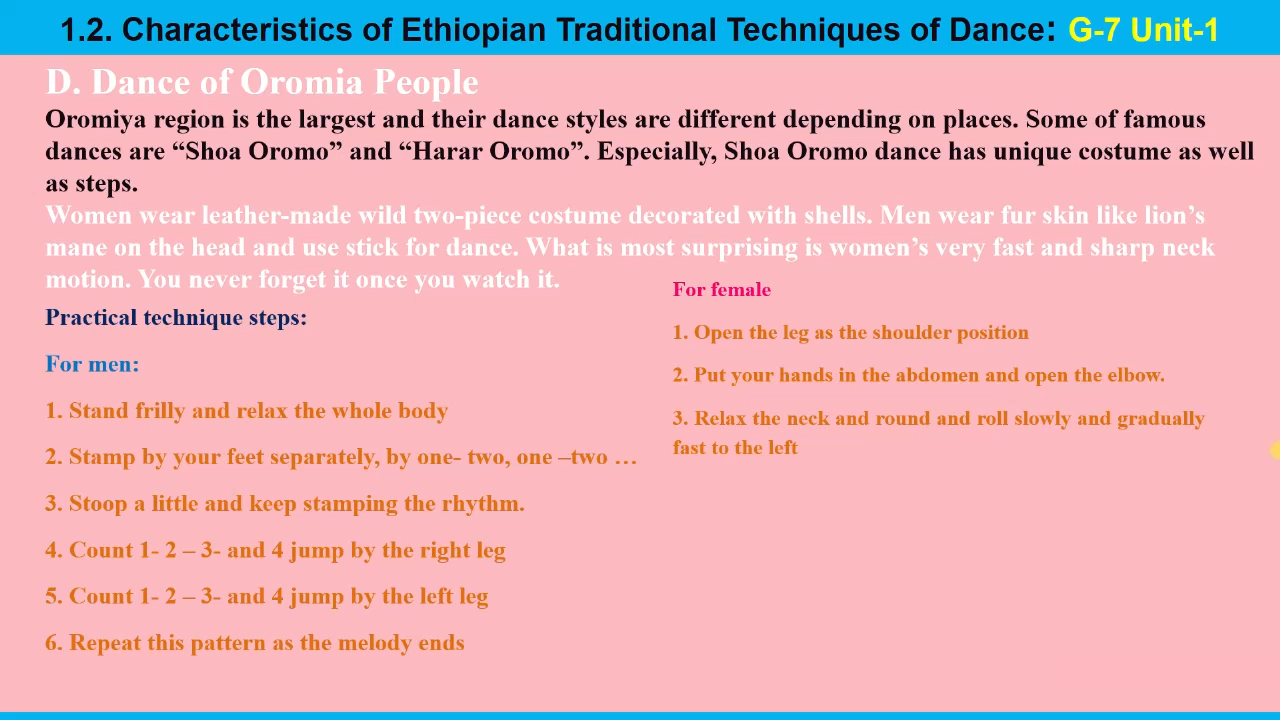 1.2. Characteristics of Ethiopian Traditional Techniques of Dance: G-7 Unit-1
D. Dance of Oromia People
Oromiya region is the largest and their dance styles are different depending on places. Some of famous
dances are “Shoa Oromo” and “Harar Oromo”. Especially, Shoa Oromo dance has unique costume as well
as steps.
Women wear leather-made wild two-piece costume decorated with shells. Men wear fur skin like lion’s
mane on the head and use stick for dance. What is most surprising is women’s very fast and sharp neck
motion. You never forget it once you watch it.
Practical technique steps:
For men:
1. Stand frilly and relax the whole body
2. Stamp by your feet separately, by one- two, one –two …
3. Stoop a little and keep stamping the rhythm.
4. Count 1- 2 – 3- and 4 jump by the right leg
5. Count 1- 2 – 3- and 4 jump by the left leg
6. Repeat this pattern as the melody ends
For female
1. Open the leg as the shoulder position
2. Put your hands in the abdomen and open the elbow.
3. Relax the neck and round and roll slowly and gradually
fast to the left